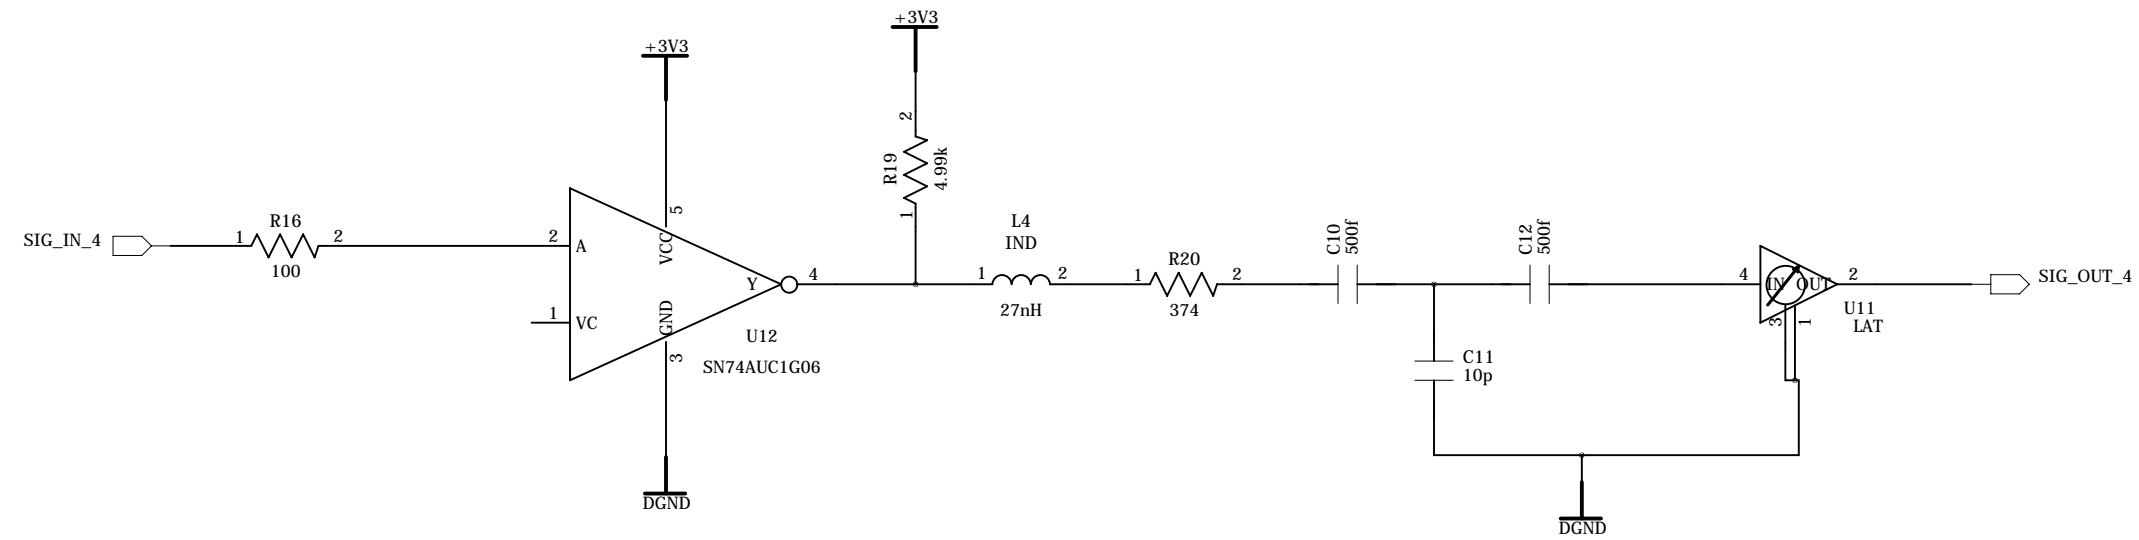 +3V3
+3V3
2
R19
4.99k
1
SIG_IN_4
1
R16
2
100
2
A
5
VCC
Y
4
1
VC
GND
3
U12
SN74AUC1G06
DGND
L4
IND
1
2
27nH
R20
1
2
374
C10
500f
C12
500f
C11
10p
4
IN
OUT
2
3
1
U11
LAT
SIG_OUT_4
DGND